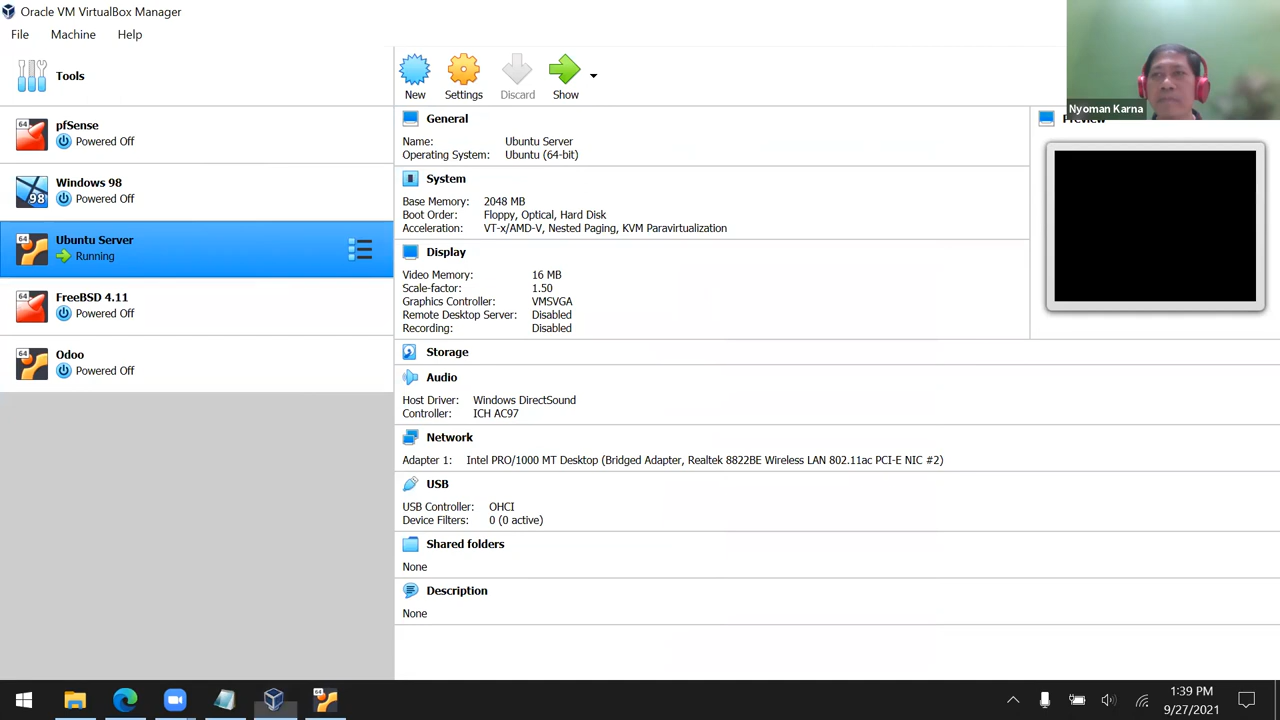 Oracle VM VirtualBox Manager
File Machine Help
Tools
New Settings Discard Show
Nyoman Karna
pfSense
Powered Off
98
Windows 98
Powered Off
64
Ubuntu Server
Running
64
FreeBSD 4.11
Powered Off
64
Odoo
Powered Off
General
Name: Ubuntu Server
Operating System: Ubuntu (64-bit)
System
Base Memory: 2048 MB
Boot Order: Floppy, Optical, Hard Disk
Acceleration: VT-x/AMD-V, Nested Paging, KVM Paravirtualization
Display
Video Memory: 16 MB
Scale-factor: 1.50
Graphics Controller: VMSVGA
Remote Desktop Server: Disabled
Recording: Disabled
Storage
Audio
Host Driver: Windows DirectSound
Controller: ICH AC97
Network
Adapter 1: Intel PRO/1000 MT Desktop (Bridged Adapter, Realtek 8822BE Wireless LAN 802.11ac PCI-E NIC #2)
USB
USB Controller: OHCI
Device Filters: 0 (0 active)
Shared folders
None
Description
None
Preview
64
1:39 PM
9/27/2021